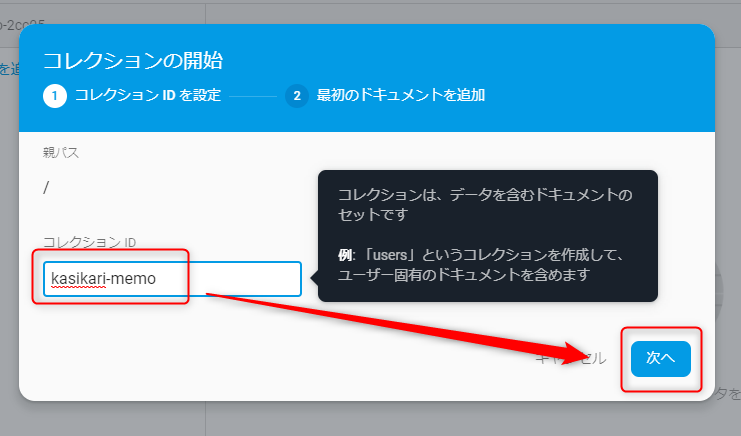 コレクションの開始
1 コレクション ID を設定 2 最初のドキュメントを追加
親パス
/
コレクションは、データを含むドキュメントの
セットです
例: 「users」というコレクションを作成して、
ユーザー固有のドキュメントを含めます
コレクション ID
kasikari-memo
次へ